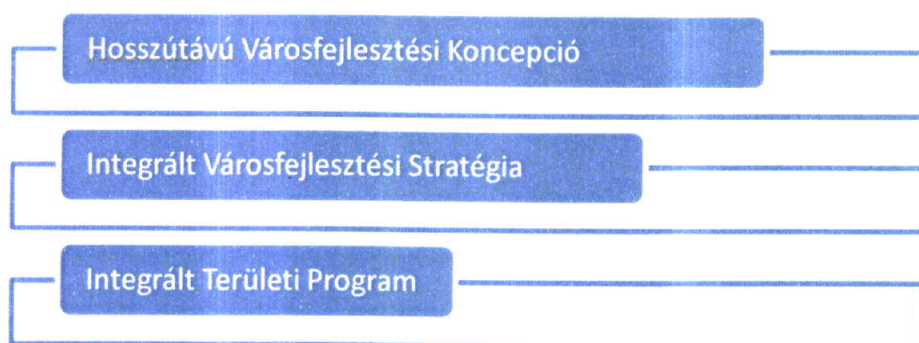 Hosszútávú Városfejlesztési Koncepció
Integrált Városfejlesztési Stratégia
Integrált Területi Program